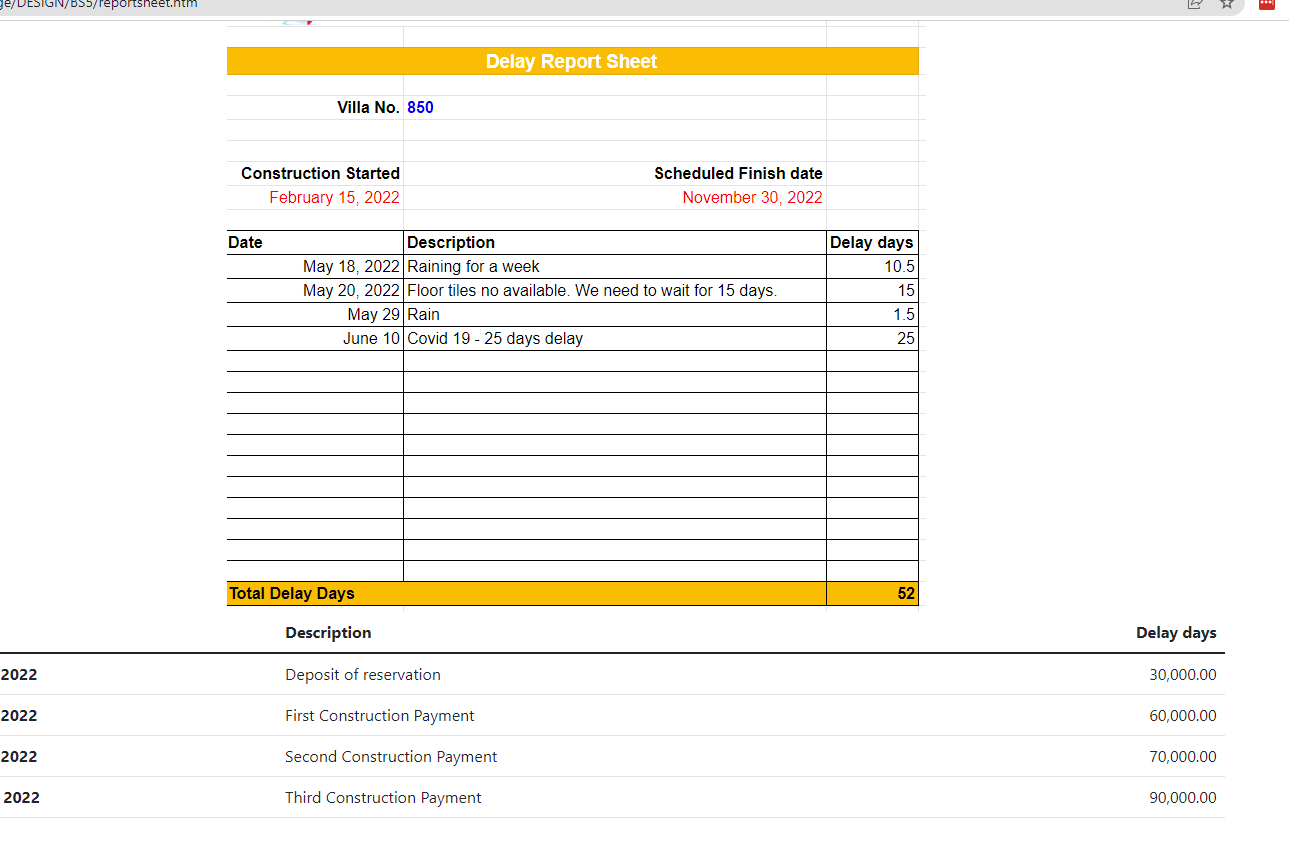 ge/DESIGN/BS5/reportsheet.htm
Delay Report Sheet
Villa No. 850
Construction Started Scheduled Finish date
February 15, 2022 November 30, 2022
Date Description Delay days
May 18, 2022 Raining for a week 10.5
May 20, 2022 Floor tiles no available. We need to wait for 15 days. 15
May 29 Rain 1.5
June 10 Covid 19 - 25 days delay 25
Total Delay Days 52
Description Delay days
2022 Deposit of reservation 30,000.00
2022 First Construction Payment 60,000.00
2022 Second Construction Payment 70,000.00
2022 Third Construction Payment 90,000.00